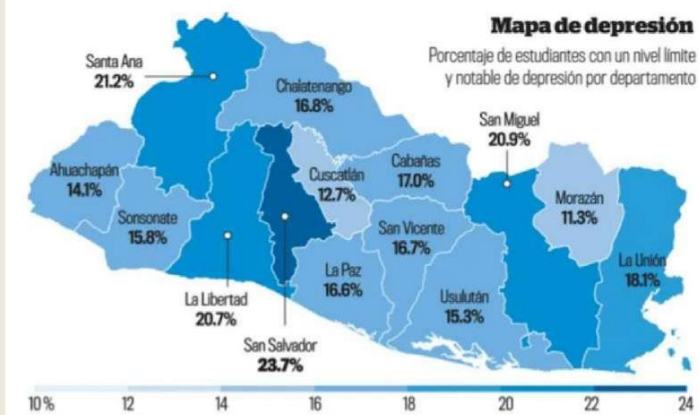 Mapa de depresión
Porcentaje de estudiantes con un nivel límite
y notable de depresión por departamento
Santa Ana
21.2%
Chalatenango
16.8%
San Miguel
20.9%
Ahuachapán
14.1%
Cuscatlán
12.7%
Cabañas
17.0%
Morazán
11.3%
Sonsonate
15.8%
San Vicente
16.7%
La Unión
18.1%
La Paz
16.6%
Usulután
15.3%
La Libertad
20.7%
San Salvador
23.7%
10% 12 14 16 18 20 22 24